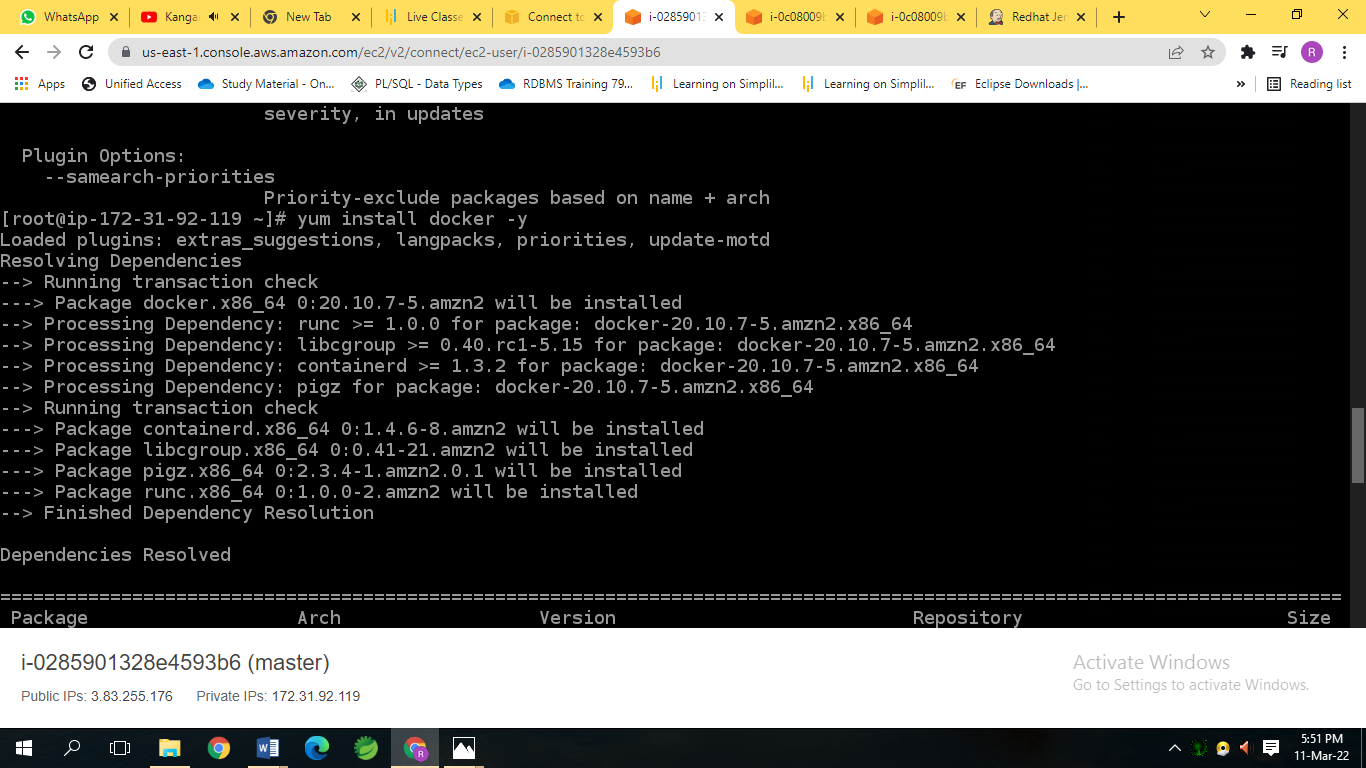 WhatsApp
Kanga
New Tab
Live Classe
Connect to
i-0285901
i-0c08009
i-0c08009
Redhat Jer
us-east-1.console.aws.amazon.com/ec2/v2/connect/ec2-user/i-0285901328e4593b6
R
Apps
Unified Access
Study Material - On...
PL/SQL - Data Types
RDBMS Training 79...
Learning on Simplil...
Learning on Simplil...
EF Eclipse Downloads |...
»
Reading list
severity, in updates
Plugin Options:
--samearch-priorities
Priority-exclude packages based on name + arch
[root@ip-172-31-92-119 ~]# yum install docker -y
Loaded plugins: extras_suggestions, langpacks, priorities, update-motd
Resolving Dependencies
--> Running transaction check
---> Package docker.x86_64 0:20.10.7-5.amzn2 will be installed
--> Processing Dependency: runc >= 1.0.0 for package: docker-20.10.7-5.amzn2.x86_64
--> Processing Dependency: libcgroup >= 0.40.rc1-5.15 for package: docker-20.10.7-5.amzn2.x86_64
--> Processing Dependency: containerd >= 1.3.2 for package: docker-20.10.7-5.amzn2.x86_64
--> Processing Dependency: pigz for package: docker-20.10.7-5.amzn2.x86_64
--> Running transaction check
---> Package containerd.x86_64 0:1.4.6-8.amzn2 will be installed
---> Package libcgroup.x86_64 0:0.41-21.amzn2 will be installed
---> Package pigz.x86_64 0:2.3.4-1.amzn2.0.1 will be installed
---> Package runc.x86_64 0:1.0.0-2.amzn2 will be installed
--> Finished Dependency Resolution
Dependencies Resolved
==========================================================================================================================
Package Arch Version Repository Size
i-0285901328e4593b6 (master)
Public IPs: 3.83.255.176 Private IPs: 172.31.92.119
Activate Windows
Go to Settings to activate Windows.
5:51 PM
11-Mar-22